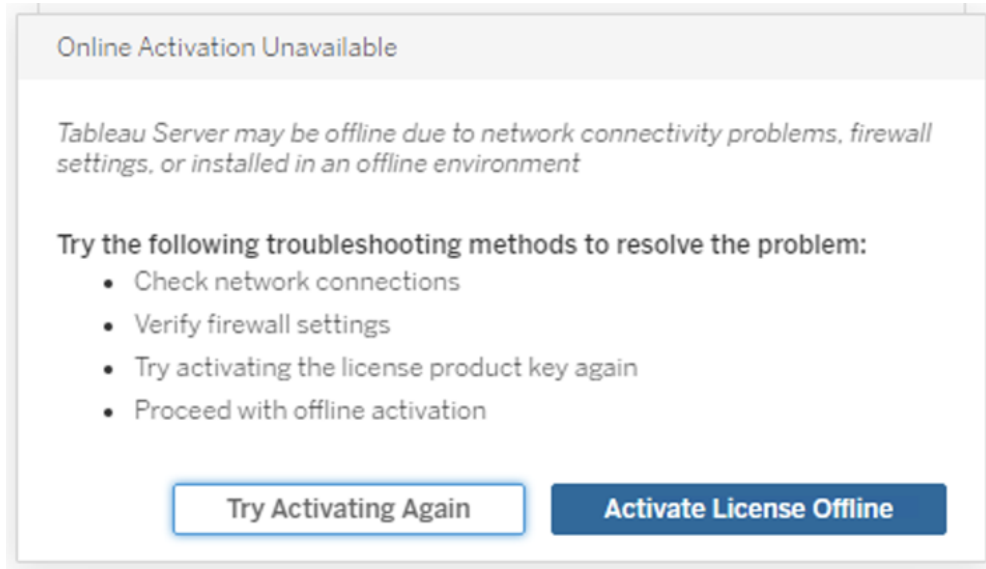 Online Activation Unavailable
Tableau Server may be offline due to network connectivity problems, firewall
settings, or installed in an offline environment
Try the following troubleshooting methods to resolve the problem:
• Check network connections
• Verify firewall settings
• Try activating the license product key again
• Proceed with offline activation
Try Activating Again
Activate License Offline